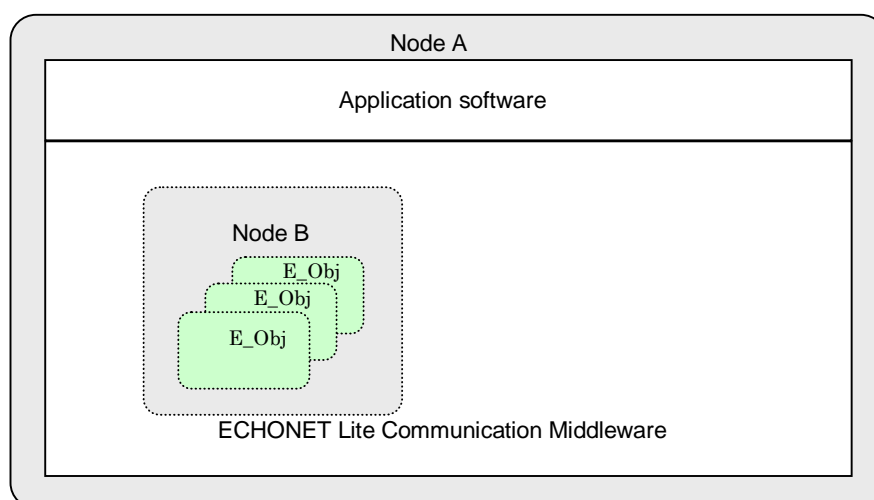 Node A
Application software
Node B
E_Obj
E_Obj
E_Obj
ECHONET Lite Communication Middleware